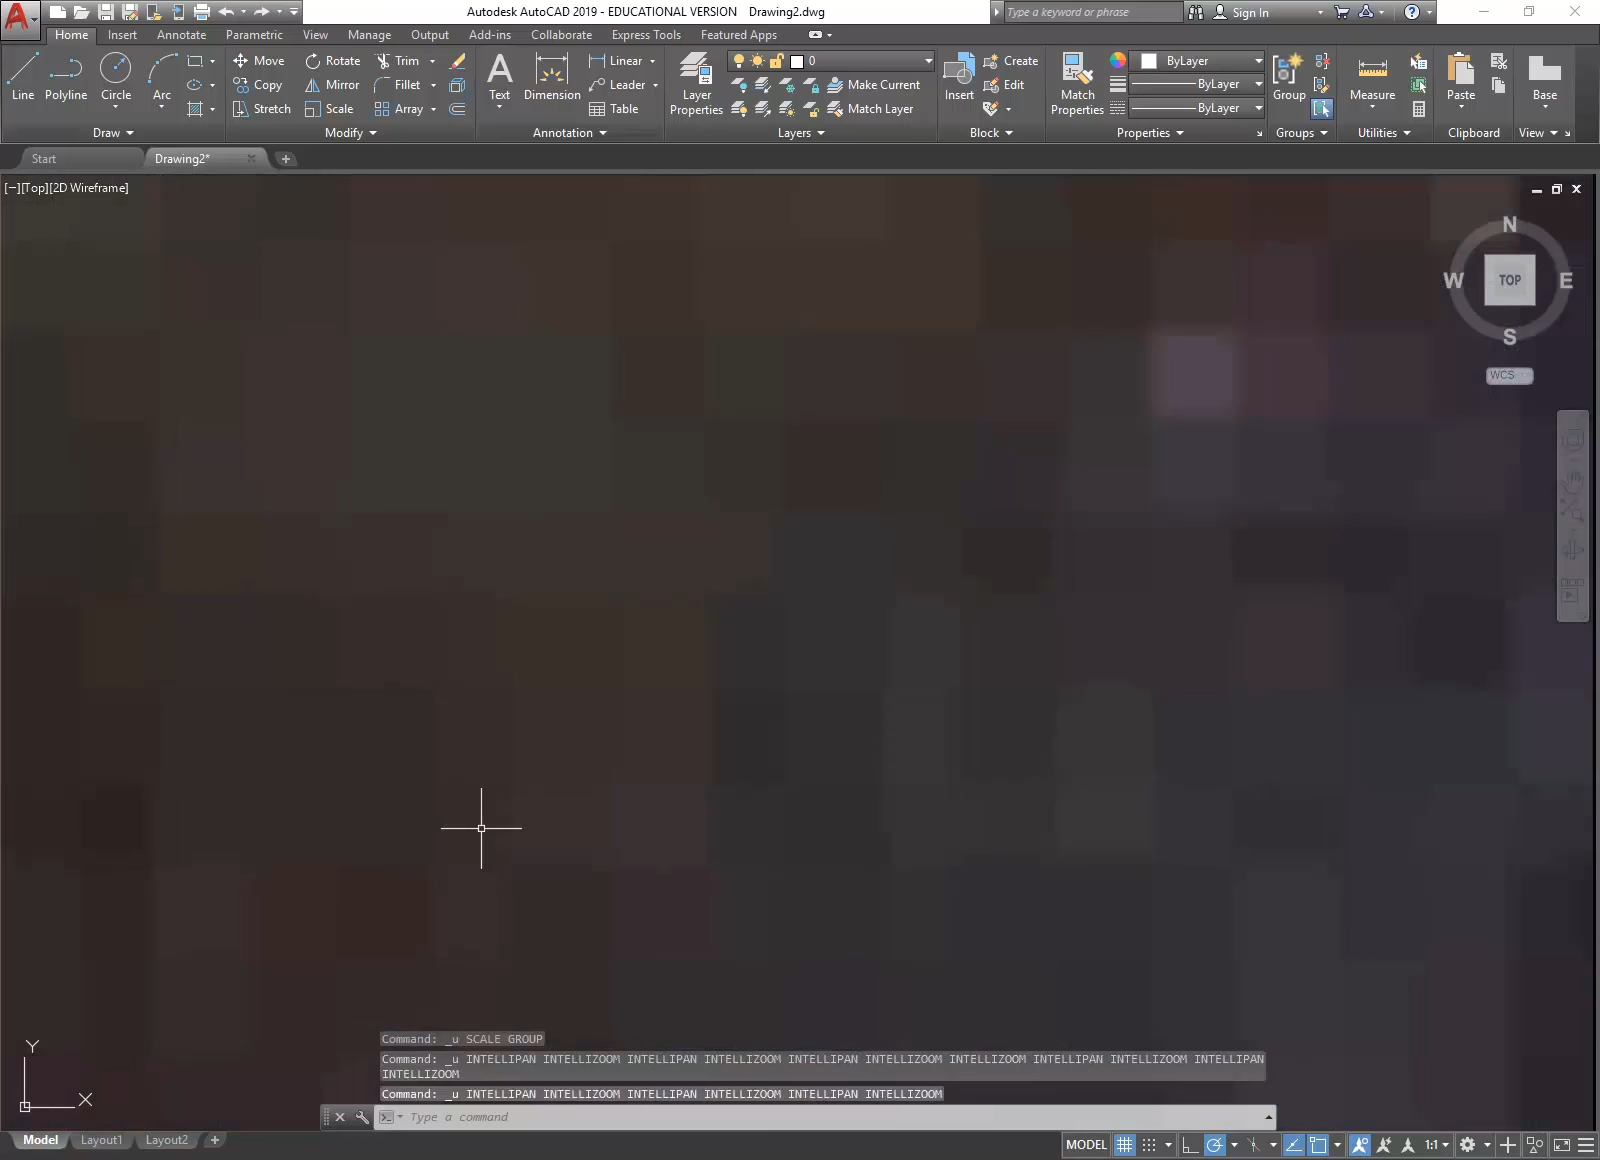 Autodesk AutoCAD 2019 - EDUCATIONAL VERSION Drawing2.dwg
Type a keyword or phrase
Sign In
Home Insert Annotate Parametric View Manage Output Add-ins Collaborate Express Tools Featured Apps
Line Polyline Circle Arc
Move Rotate Trim
Copy Mirror Fillet
Stretch Scale Array
Text Dimension
Linear
Leader
Table
Layer Properties
0
Make Current
Match Layer
Insert
Create
Edit
Match Properties
ByLayer
ByLayer
ByLayer
Group
Measure
Paste
Base
Draw Modify Annotation Layers Block Properties Groups Utilities Clipboard View
Start Drawing2*
[−][Top][2D Wireframe]
N
W TOP E
S
WCS
Y
X
Command: _u SCALE GROUP
Command: _u INTELLIPAN INTELLIZOOM INTELLIPAN INTELLIZOOM INTELLIPAN INTELLIZOOM INTELLIZOOM INTELLIPAN INTELLIZOOM INTELLIPAN
INTELLIZOOM
Command: _u INTELLIPAN INTELLIZOOM INTELLIPAN INTELLIZOOM INTELLIPAN INTELLIZOOM
Type a command
Model Layout1 Layout2
MODEL 1:1